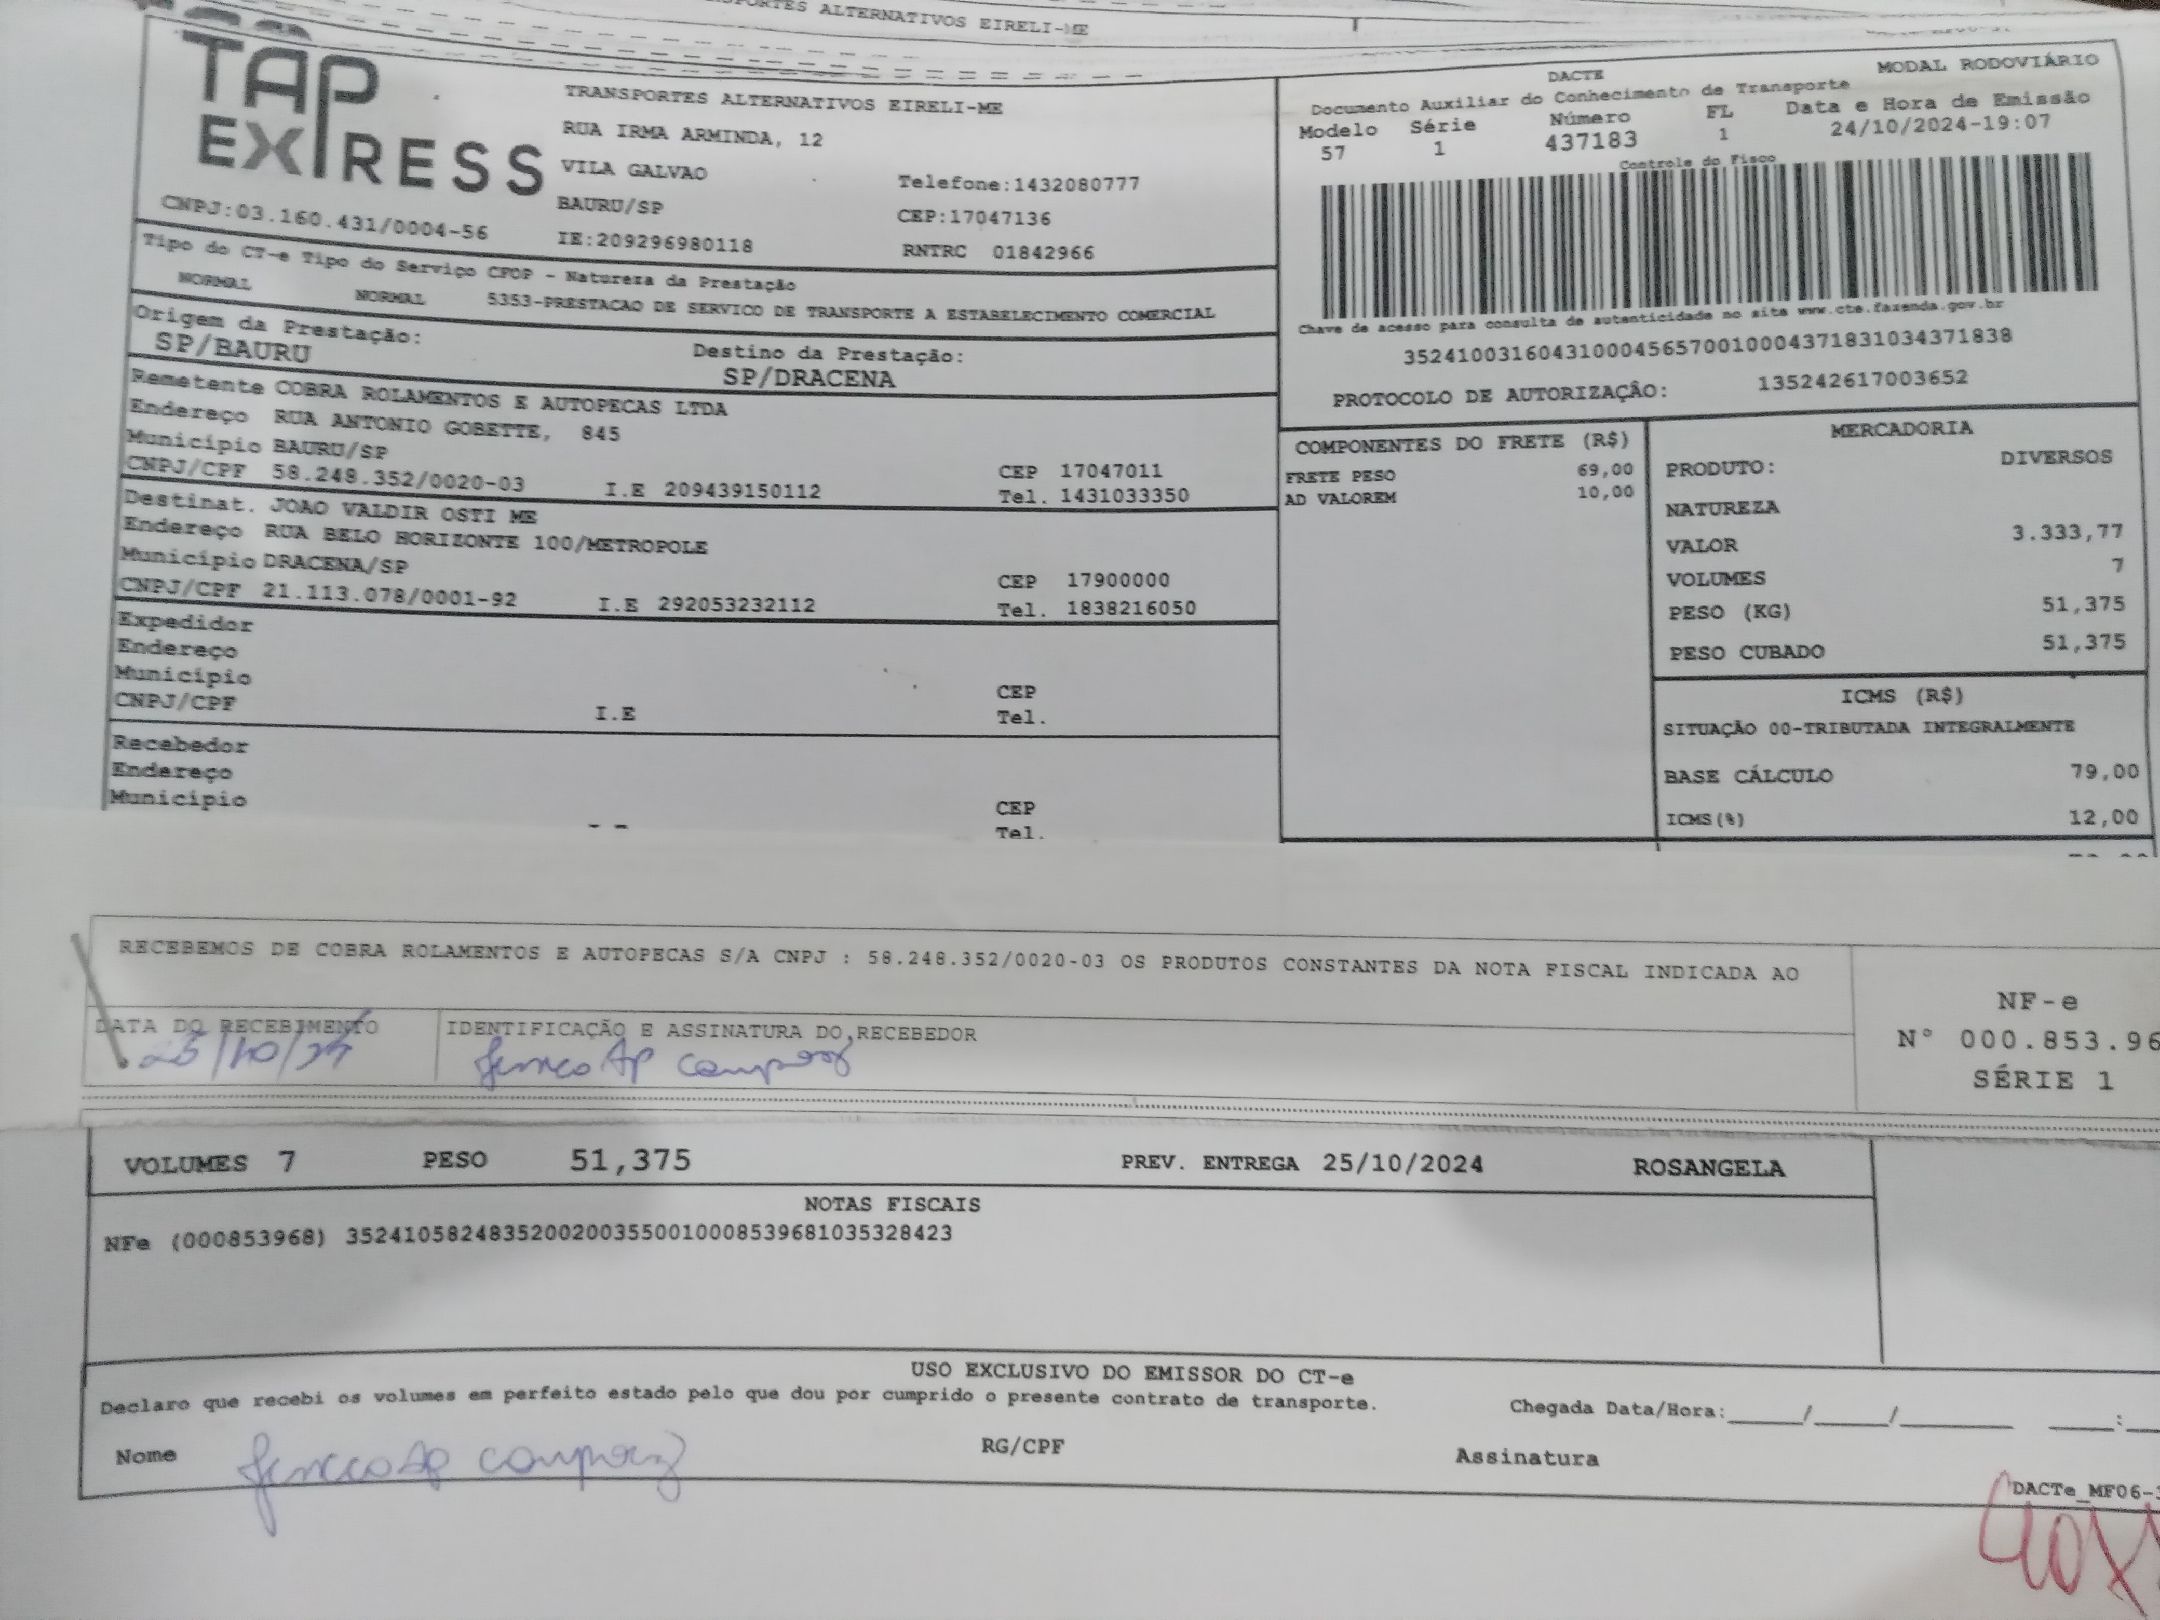 PORTES ALTERNATIVOS EIRELI-ME
TAP EXPRESS
TRANSPORTES ALTERNATIVOS EIRELI-ME
RUA IRMA ARMINDA, 12
VILA GALVAO
BAURU/SP
IE:209296980118
Telefone:1432080777
CEP:17047136
RNTRC 01842966
CNPJ:03.160.431/0004-56
DACTE
MODAL RODOVIÁRIO
Documento Auxiliar do Conhecimento de Transporte
Modelo Série Número FL Data e Hora de Emissão
57 1 437183 1 24/10/2024-19:07
Controle do Fisco
Chave de acesso para consulta de autenticidade no site www.cte.fazenda.gov.br
35241003160431000456570010004371831034371838
PROTOCOLO DE AUTORIZAÇÂO: 135242617003652
Tipo do CT-e Tipo do Serviço CFOP - Natureza da Prestação
NORMAL NORMAL 5353-PRESTACAO DE SERVICO DE TRANSPORTE A ESTABELECIMENTO COMERCIAL
Origem da Prestação:
SP/BAURU
Destino da Prestação:
SP/DRACENA
Remetente COBRA ROLAMENTOS E AUTOPECAS LTDA
Endereço RUA ANTONIO GOBETTE, 845
Município BAURU/SP CEP 17047011
CNPJ/CPF 58.248.352/0020-03 I.E 209439150112 Tel. 1431033350
Destinat. JOAO VALDIR OSTI ME
Endereço RUA BELO HORIZONTE 100/METROPOLE
Município DRACENA/SP CEP 17900000
CNPJ/CPF 21.113.078/0001-92 I.E 292053232112 Tel. 1838216050
Expedidor
Endereço
Município CEP
CNPJ/CPF I.E Tel.
Recebedor
Endereço
Município CEP
Tel.
COMPONENTES DO FRETE (R$)
FRETE PESO 69,00
AD VALOREM 10,00
MERCADORIA
PRODUTO: DIVERSOS
NATUREZA
VALOR 3.333,77
VOLUMES 7
PESO (KG) 51,375
PESO CUBADO 51,375
ICMS (R$)
SITUAÇÃO 00-TRIBUTADA INTEGRALMENTE
BASE CÁLCULO 79,00
ICMS(%) 12,00
RECEBEMOS DE COBRA ROLAMENTOS E AUTOPECAS S/A CNPJ : 58.248.352/0020-03 OS PRODUTOS CONSTANTES DA NOTA FISCAL INDICADA AO
DATA DO RECEBIMENTO
25/10/24
IDENTIFICAÇÃO E ASSINATURA DO RECEBEDOR
NF-e
N° 000.853.96
SÉRIE 1
VOLUMES 7 PESO 51,375 PREV. ENTREGA 25/10/2024 ROSANGELA
NOTAS FISCAIS
NFe (000853968) 35241058248352002003550010008539681035328423
USO EXCLUSIVO DO EMISSOR DO CT-e
Declaro que recebi os volumes em perfeito estado pelo que dou por cumprido o presente contrato de transporte.
Chegada Data/Hora:_____/_____/________ ____:
Nome RG/CPF Assinatura
DACTe_MF06-